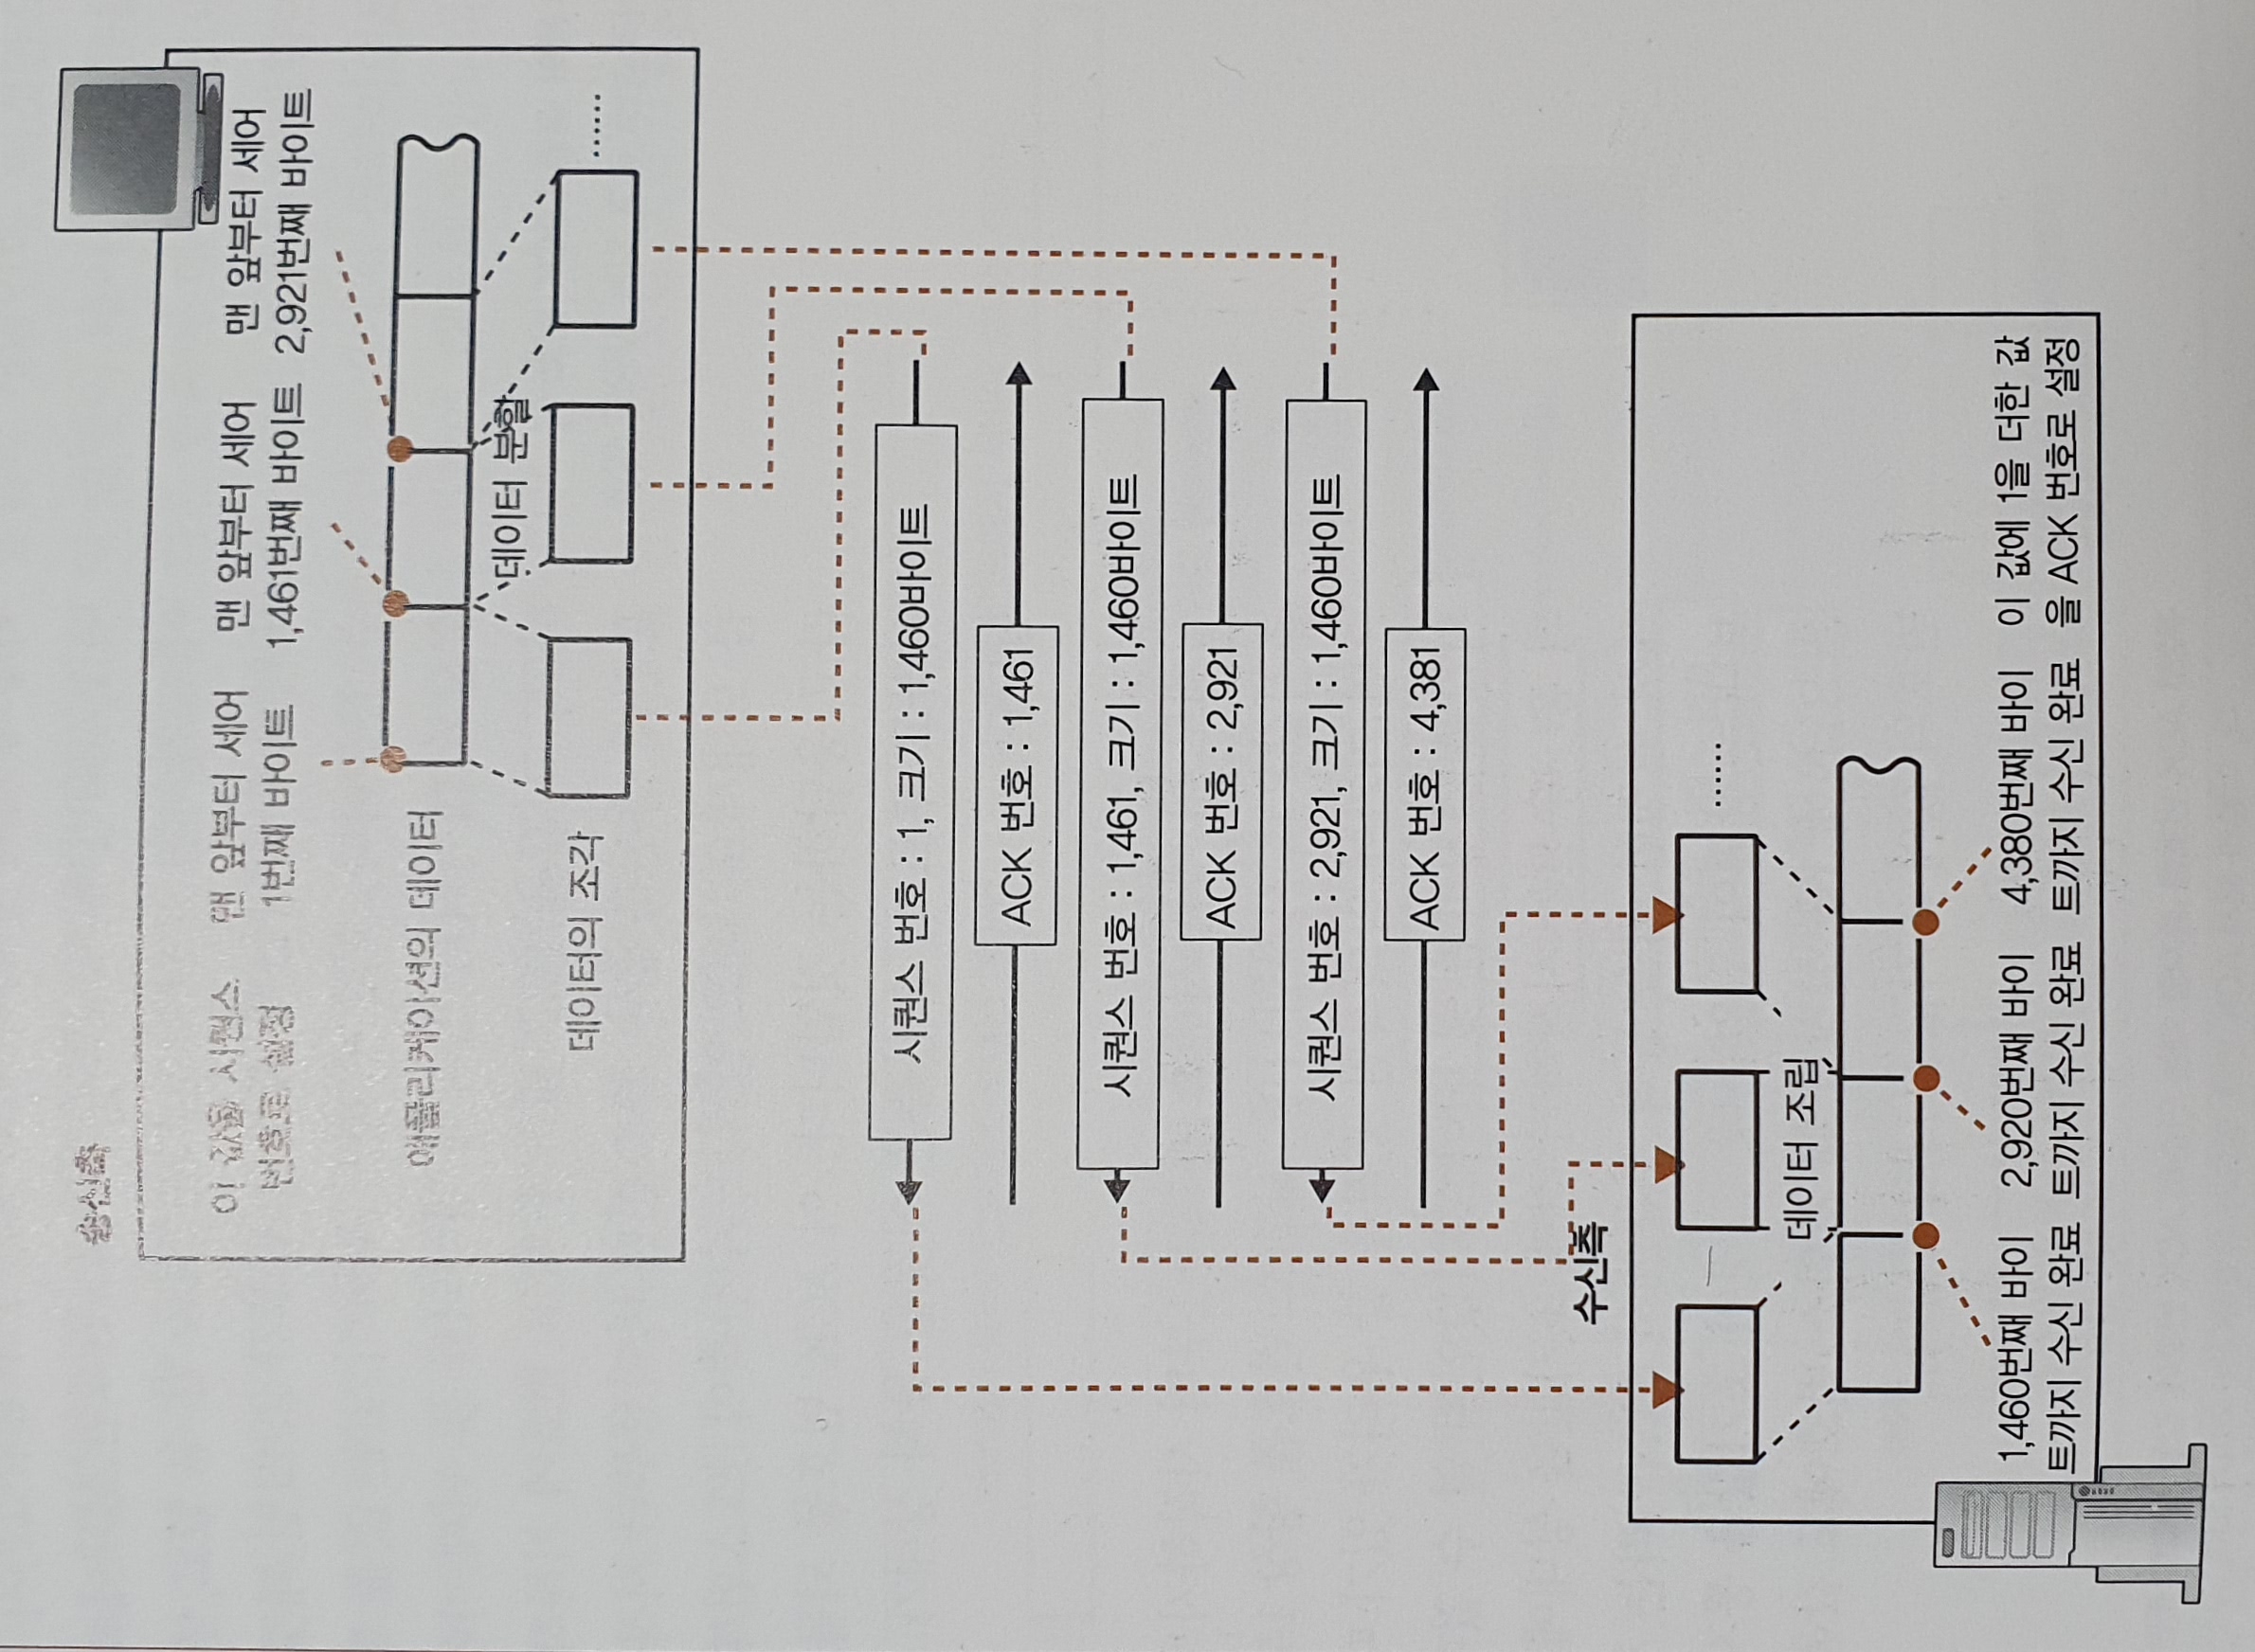 송신측
이 값을 시퀀스
번호로 설정
맨 앞부터 세어
1번째 바이트
맨 앞부터 세어
1,461번째 바이트
맨 앞부터 세어
2,921번째 바이트
애플리케이션의 데이터
데이터 분할
데이터의 조각
......
시퀀스 번호 : 1, 크기 : 1,460바이트
ACK 번호 : 1,461
시퀀스 번호 : 1,461, 크기 : 1,460바이트
ACK 번호 : 2,921
시퀀스 번호 : 2,921, 크기 : 1,460바이트
ACK 번호 : 4,381
수신측
......
데이터 조립
1,460번째 바이
트까지 수신 완료
2,920번째 바이
트까지 수신 완료
4,380번째 바이
트까지 수신 완료
이 값에 1을 더한 값
을 ACK 번호로 설정